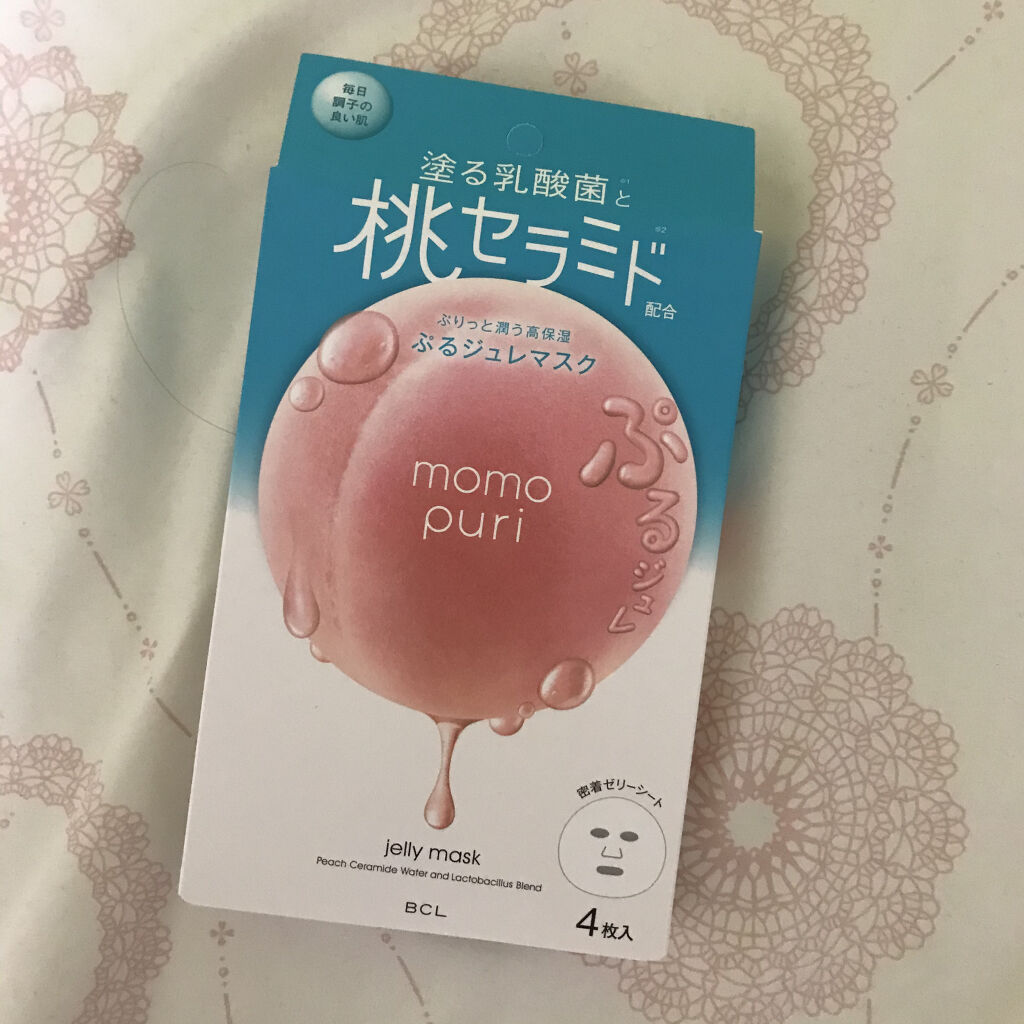 毎日
調子の
良い肌
塗る乳酸菌※1と
桃セラミド※2
配合
ぷりっと潤う高保湿
ぷるジュレマスク
momo
puri
ぷるジュレ
密着ゼリーシート
jelly mask
Peach Ceramide Water and Lactobacillus Blend
BCL
4枚入